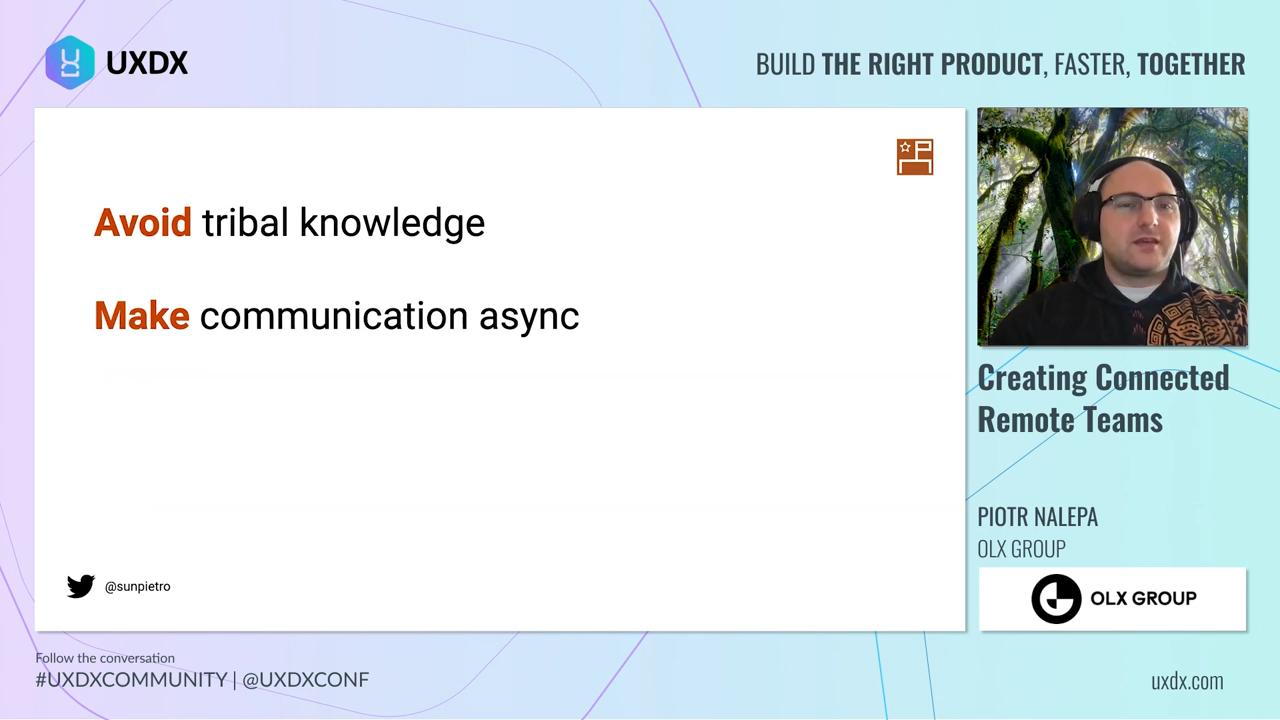 UXDX
BUILD THE RIGHT PRODUCT, FASTER, TOGETHER
Avoid tribal knowledge
Make communication async
@sunpietro
Creating Connected
Remote Teams
PIOTR NALEPA
OLX GROUP
OLX GROUP
Follow the conversation
#UXDXCOMMUNITY | @UXDXCONF
uxdx.com